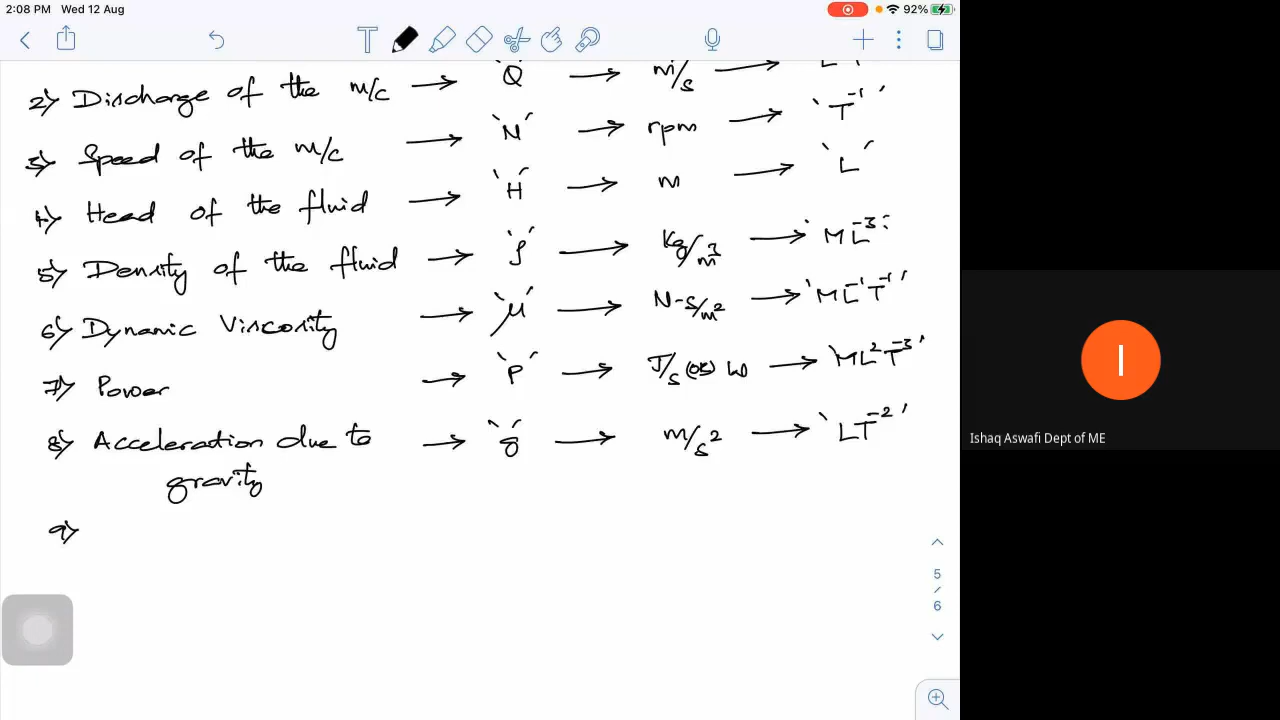 2:08 PM Wed 12 Aug 92%
2) Discharge of the m/c → 'Q' → m³/s →
3) Speed of the m/c → 'N' → rpm → 'T⁻¹'
4) Head of the fluid → 'H' → m → 'L'
5) Density of the fluid → 'ρ' → Kg/m³ → 'ML⁻³'
6) Dynamic Viscosity → 'μ' → N-s/m² → 'ML⁻¹T⁻¹'
7) Power → 'P' → J/s (or) W → 'ML²T⁻³'
8) Acceleration due to → 'g' → m/s² → 'LT⁻²'
gravity
9)
5
/
6
I
Ishaq Aswafi Dept of ME